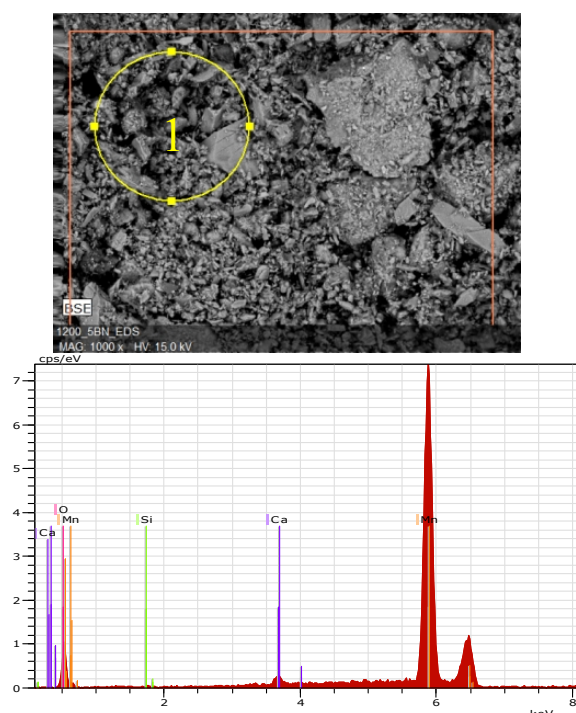 1
BSE
1200_5BN_EDS
MAG: 1000 x HV: 15.0 kV
cps/eV
7
6
5
4
3
2
1
0
Ca
O
Mn
Si
Ca
Mn
2
4
6
8
keV